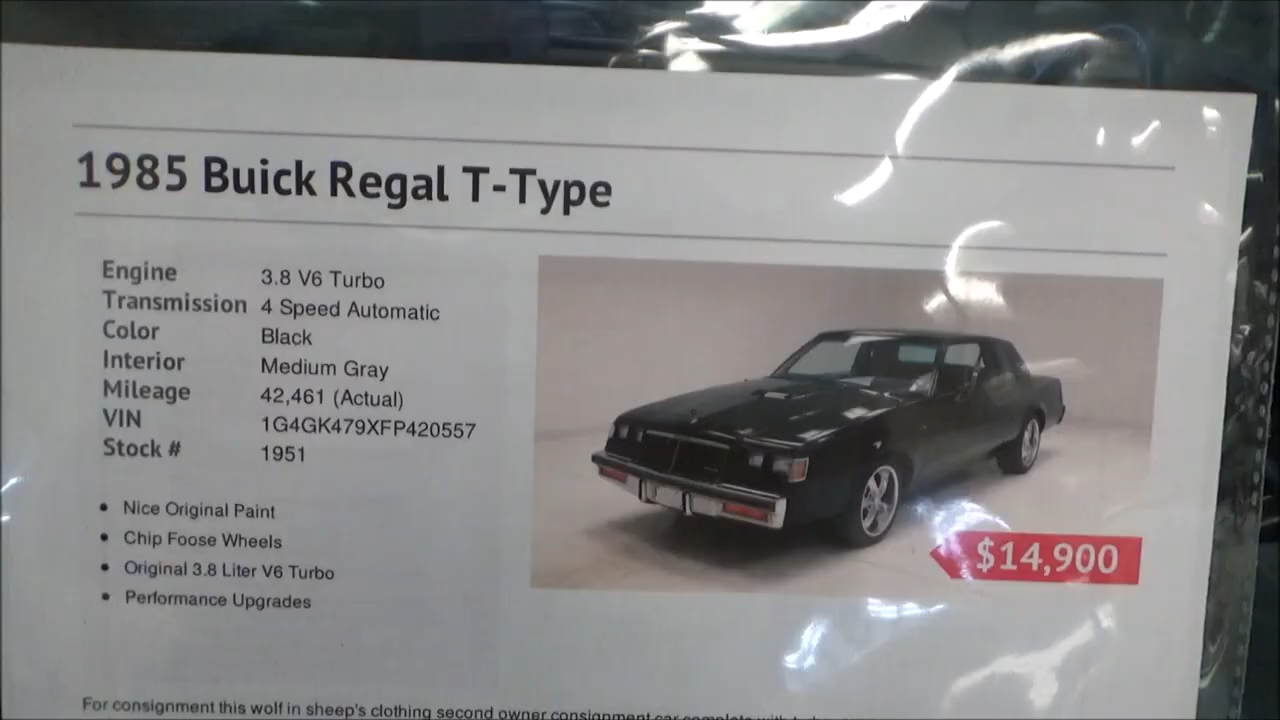 1985 Buick Regal T-Type
Engine 3.8 V6 Turbo
Transmission 4 Speed Automatic
Color Black
Interior Medium Gray
Mileage 42,461 (Actual)
VIN 1G4GK479XFP420557
Stock # 1951
• Nice Original Paint
• Chip Foose Wheels
• Original 3.8 Liter V6 Turbo
• Performance Upgrades
$14,900
For consignment this wolf in sheep's clothing second owner consignment car complete with